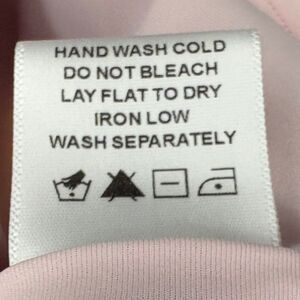 HAND WASH COLD
DO NOT BLEACH
LAY FLAT TO DRY
IRON LOW
WASH SEPARATELY